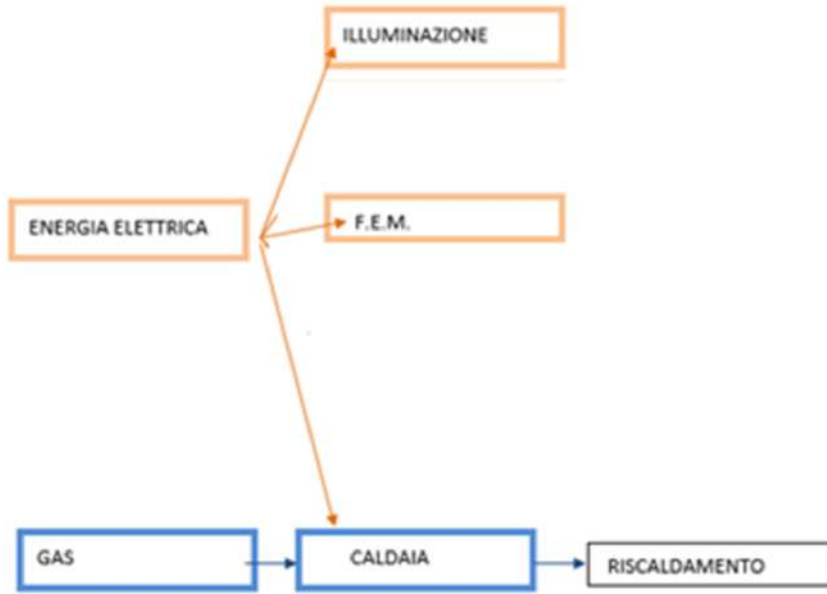 ILLUMINAZIONE
ENERGIA ELETTRICA
F.E.M.
GAS
CALDAIA
RISCALDAMENTO